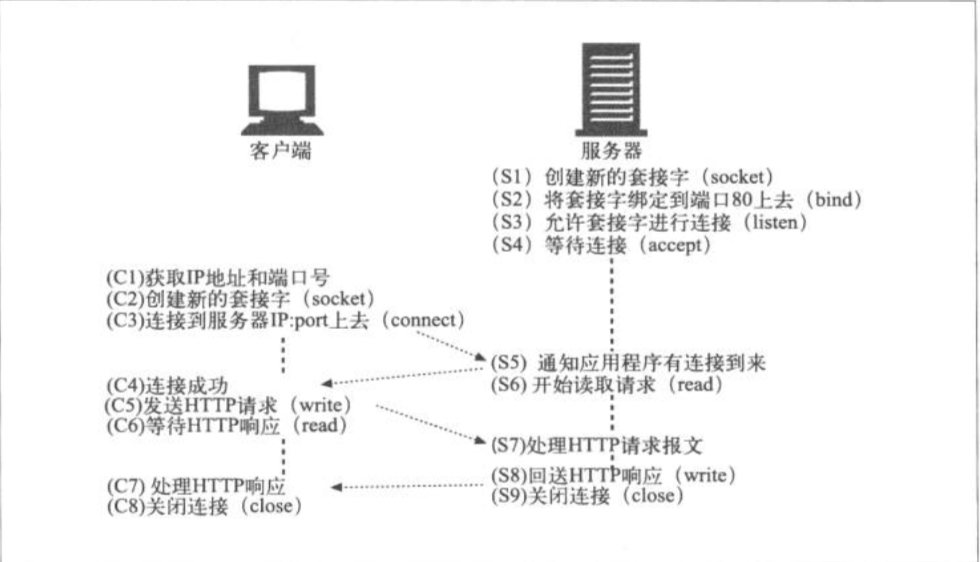 客户端
服务器
(S1) 创建新的套接字（socket）
(S2) 将套接字绑定到端口80上去（bind）
(S3) 允许套接字进行连接（listen）
(S4) 等待连接（accept）
(C1)获取IP地址和端口号
(C2)创建新的套接字（socket）
(C3)连接到服务器IP:port上去（connect）
(S5) 通知应用程序有连接到来
(S6) 开始读取请求（read）
(C4)连接成功
(C5)发送HTTP请求（write）
(C6)等待HTTP响应（read）
(S7)处理HTTP请求报文
(S8)回送HTTP响应（write）
(S9)关闭连接（close）
(C7) 处理HTTP响应
(C8)关闭连接（close）